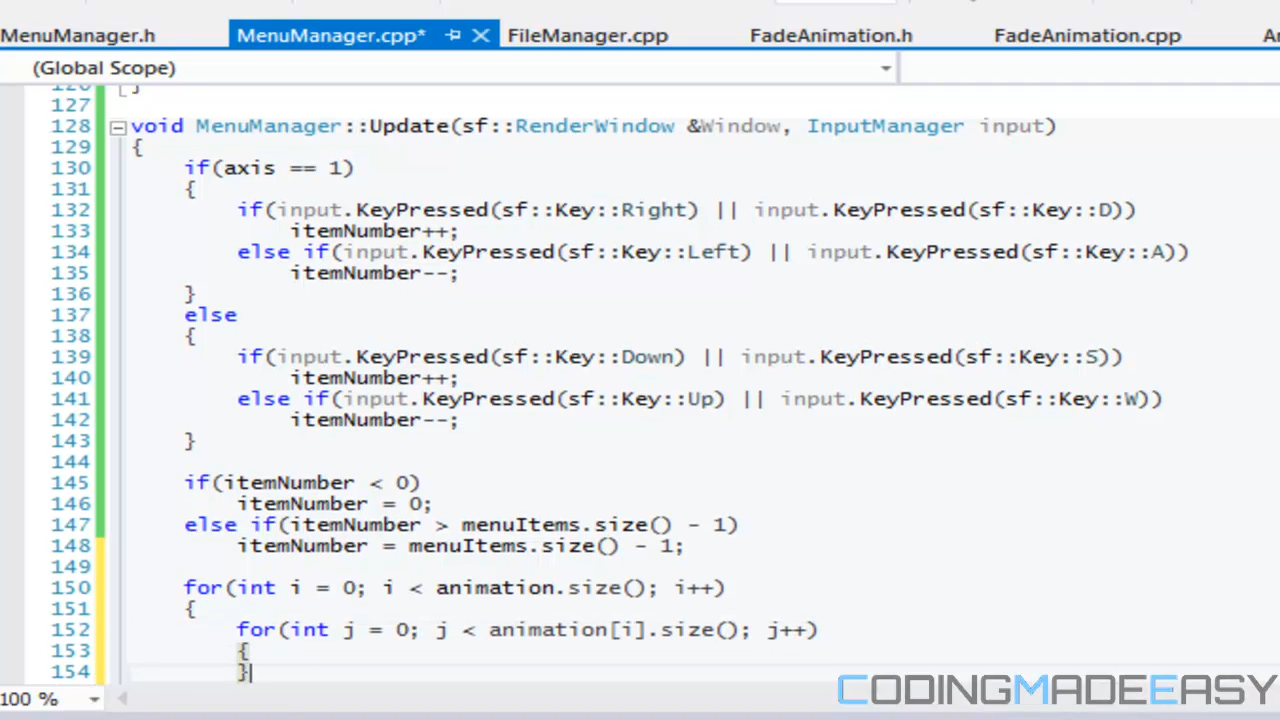 MenuManager.h MenuManager.cpp* FileManager.cpp FadeAnimation.h FadeAnimation.cpp
(Global Scope)
126 }
127
128 void MenuManager::Update(sf::RenderWindow &Window, InputManager input)
129 {
130 if(axis == 1)
131 {
132 if(input.KeyPressed(sf::Key::Right) || input.KeyPressed(sf::Key::D))
133 itemNumber++;
134 else if(input.KeyPressed(sf::Key::Left) || input.KeyPressed(sf::Key::A))
135 itemNumber--;
136 }
137 else
138 {
139 if(input.KeyPressed(sf::Key::Down) || input.KeyPressed(sf::Key::S))
140 itemNumber++;
141 else if(input.KeyPressed(sf::Key::Up) || input.KeyPressed(sf::Key::W))
142 itemNumber--;
143 }
144
145 if(itemNumber < 0)
146 itemNumber = 0;
147 else if(itemNumber > menuItems.size() - 1)
148 itemNumber = menuItems.size() - 1;
149
150 for(int i = 0; i < animation.size(); i++)
151 {
152 for(int j = 0; j < animation[i].size(); j++)
153 {
154 }
100 %
CODINGMADEEASY